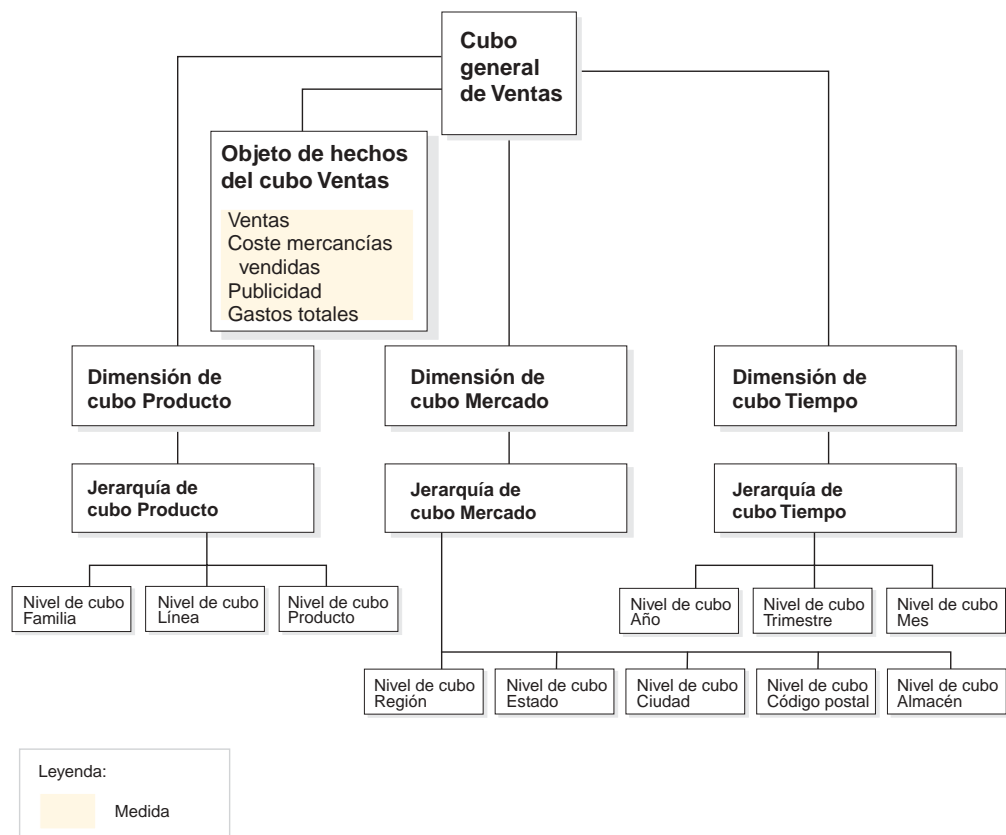 Cubo
general
de Ventas
Objeto de hechos
del cubo Ventas
Ventas
Coste mercancías
vendidas
Publicidad
Gastos totales
Dimensión de
cubo Producto
Dimensión de
cubo Mercado
Dimensión de
cubo Tiempo
Jerarquía de
cubo Producto
Jerarquía de
cubo Mercado
Jerarquía de
cubo Tiempo
Nivel de cubo
Familia
Nivel de cubo
Línea
Nivel de cubo
Producto
Nivel de cubo
Año
Nivel de cubo
Trimestre
Nivel de cubo
Mes
Nivel de cubo
Región
Nivel de cubo
Estado
Nivel de cubo
Ciudad
Nivel de cubo
Código postal
Nivel de cubo
Almacén
Leyenda:
Medida